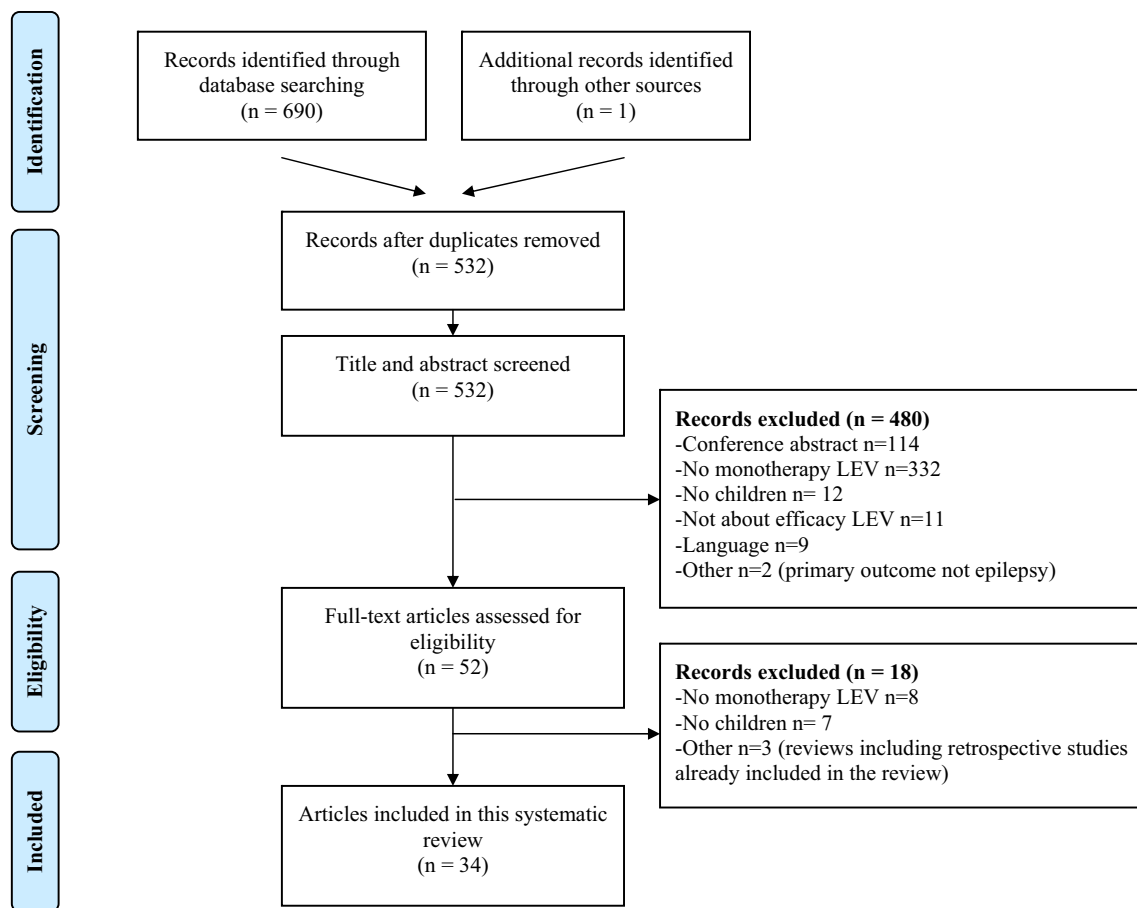 Identification
Records identified through
database searching
(n = 690)
Additional records identified
through other sources
(n = 1)
Screening
Records after duplicates removed
(n = 532)
Title and abstract screened
(n = 532)
Records excluded (n = 480)
-Conference abstract n=114
-No monotherapy LEV n=332
-No children n= 12
-Not about efficacy LEV n=11
-Language n=9
-Other n=2 (primary outcome not epilepsy)
Eligibility
Full-text articles assessed for
eligibility
(n = 52)
Records excluded (n = 18)
-No monotherapy LEV n=8
-No children n= 7
-Other n=3 (reviews including retrospective studies
already included in the review)
Included
Articles included in this systematic
review
(n = 34)